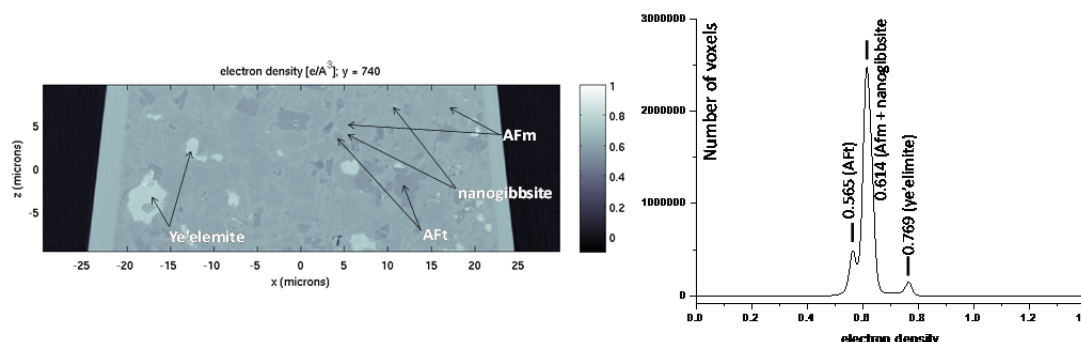 electron density [e/A^3]; y = 740
z (microns)
5
0
-5
AFm
nanogibbsite
AFt
Ye'elemite
-25 -20 -15 -10 -5 0 5 10 15 20 25
x (microns)
1
0.8
0.6
0.4
0.2
0
Number of voxels
3000000
2000000
1000000
0
0.565 (AFt)
0.614 (Afm + nanogibbsite)
0.769 (ye'elimite)
0.0 0.2 0.4 0.6 0.8 1.0 1.2
electron density